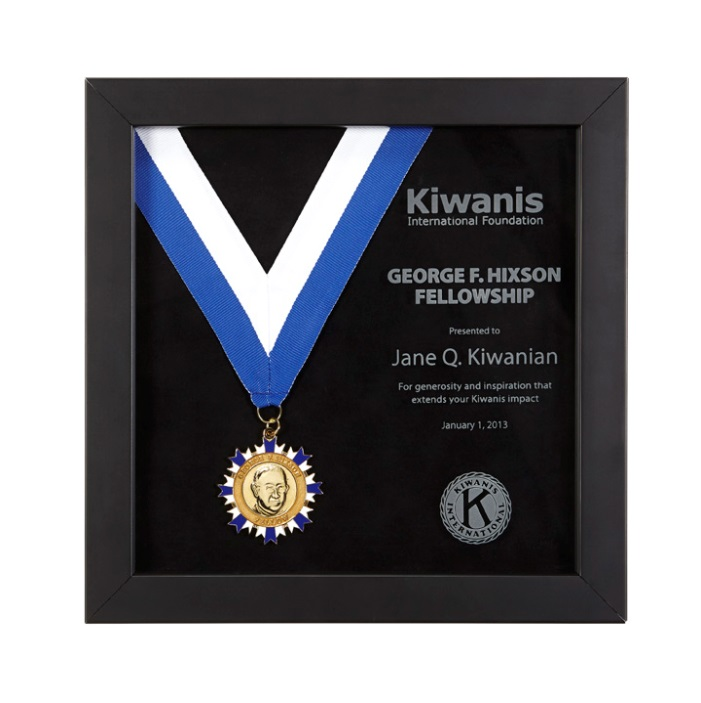 Kiwanis
International Foundation
GEORGE F. HIXSON
FELLOWSHIP
Presented to
Jane Q. Kiwanian
For generosity and inspiration that
extends your Kiwanis impact
January 1, 2013
KIWANIS
K
INTERNATIONAL